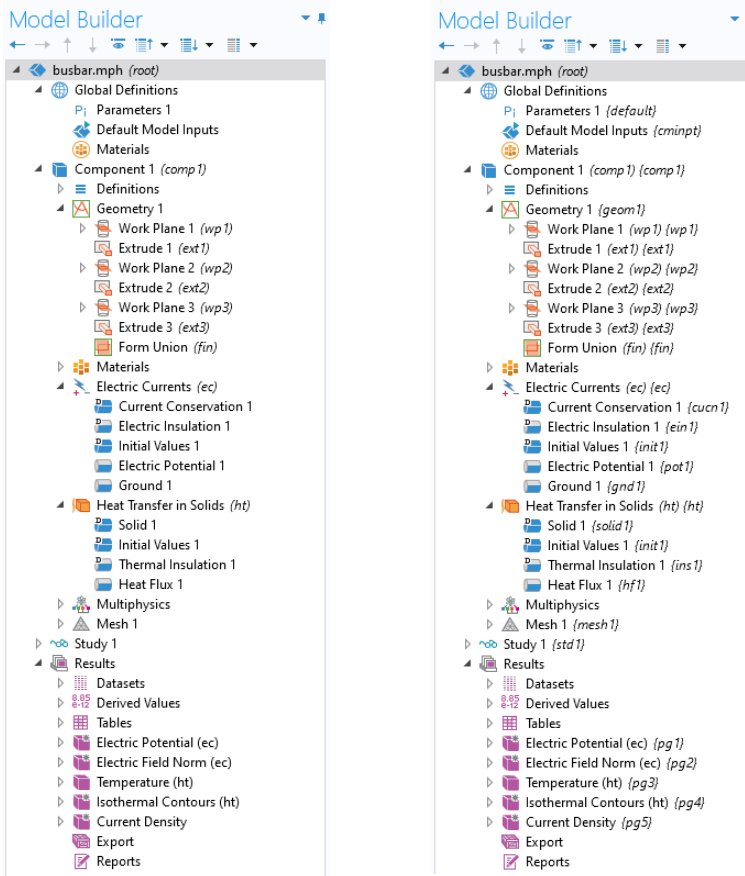 Model Builder
busbar.mph (root)
Global Definitions
Pi Parameters 1
Default Model Inputs
Materials
Component 1 (comp1)
Definitions
Geometry 1
Work Plane 1 (wp1)
Extrude 1 (ext1)
Work Plane 2 (wp2)
Extrude 2 (ext2)
Work Plane 3 (wp3)
Extrude 3 (ext3)
Form Union (fin)
Materials
Electric Currents (ec)
D Current Conservation 1
D Electric Insulation 1
D Initial Values 1
Electric Potential 1
Ground 1
Heat Transfer in Solids (ht)
D Solid 1
D Initial Values 1
D Thermal Insulation 1
Heat Flux 1
Multiphysics
Mesh 1
Study 1
Results
Datasets
8.85 e-12 Derived Values
Tables
Electric Potential (ec)
Electric Field Norm (ec)
Temperature (ht)
Isothermal Contours (ht)
Current Density
Export
Reports
Model Builder
busbar.mph (root)
Global Definitions
Pi Parameters 1 {default}
Default Model Inputs {cminpt}
Materials
Component 1 (comp1) {comp1}
Definitions
Geometry 1 {geom1}
Work Plane 1 (wp1) {wp1}
Extrude 1 (ext1) {ext1}
Work Plane 2 (wp2) {wp2}
Extrude 2 (ext2) {ext2}
Work Plane 3 (wp3) {wp3}
Extrude 3 (ext3) {ext3}
Form Union (fin) {fin}
Materials
Electric Currents (ec) {ec}
D Current Conservation 1 {cucn1}
D Electric Insulation 1 {ein1}
D Initial Values 1 {init1}
Electric Potential 1 {pot1}
Ground 1 {gnd1}
Heat Transfer in Solids (ht) {ht}
D Solid 1 {solid1}
D Initial Values 1 {init1}
D Thermal Insulation 1 {ins1}
Heat Flux 1 {hf1}
Multiphysics
Mesh 1 {mesh1}
Study 1 {std1}
Results
Datasets
8.85 e-12 Derived Values
Tables
Electric Potential (ec) {pg1}
Electric Field Norm (ec) {pg2}
Temperature (ht) {pg3}
Isothermal Contours (ht) {pg4}
Current Density {pg5}
Export
Reports